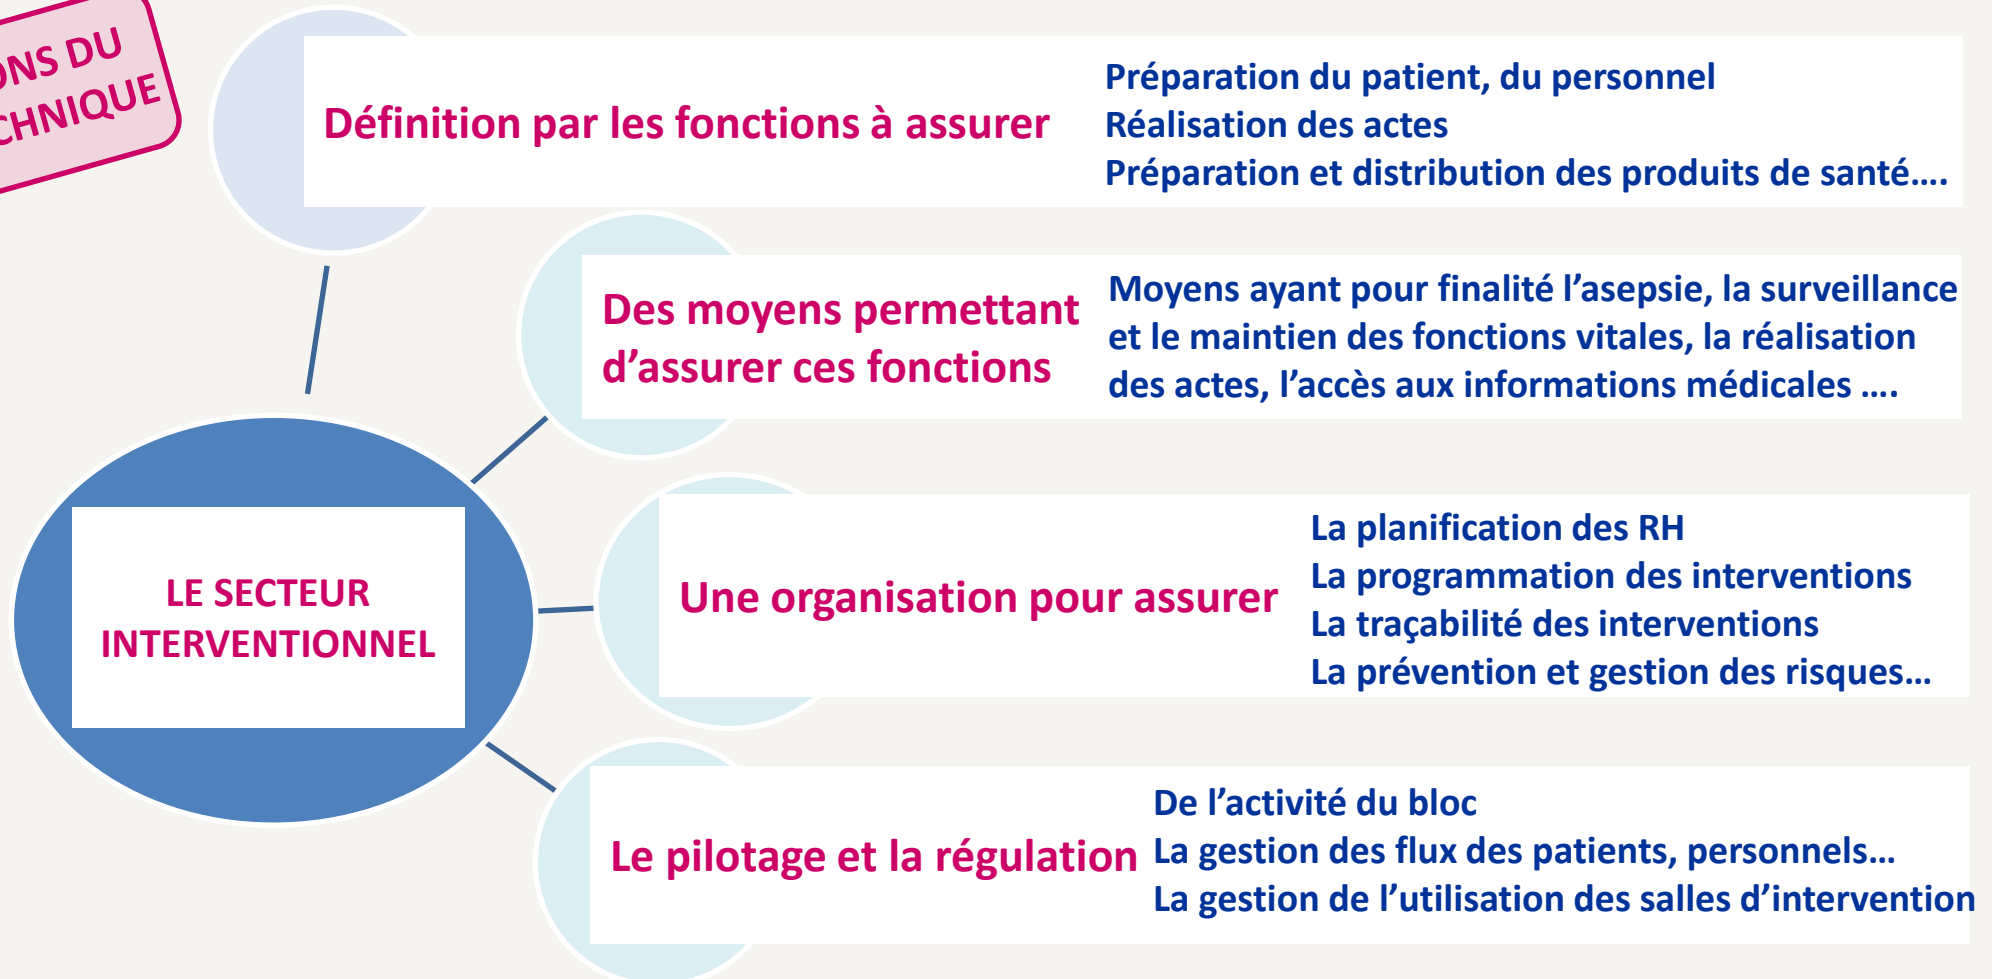 DU
Définition par les fonctions à assurer
Préparation du patient, du personnel
Réalisation des actes
Préparation et distribution des produits de santé....
Des moyens permettant
d’assurer ces fonctions
Moyens ayant pour finalité l’asepsie, la surveillance
et le maintien des fonctions vitales, la réalisation
des actes, l’accès aux informations médicales ....
LE SECTEUR
INTERVENTIONNEL
Une organisation pour assurer
La planification des RH
La programmation des interventions
La traçabilité des interventions
La prévention et gestion des risques...
Le pilotage et la régulation
De l’activité du bloc
La gestion des flux des patients, personnels...
La gestion de l’utilisation des salles d’intervention